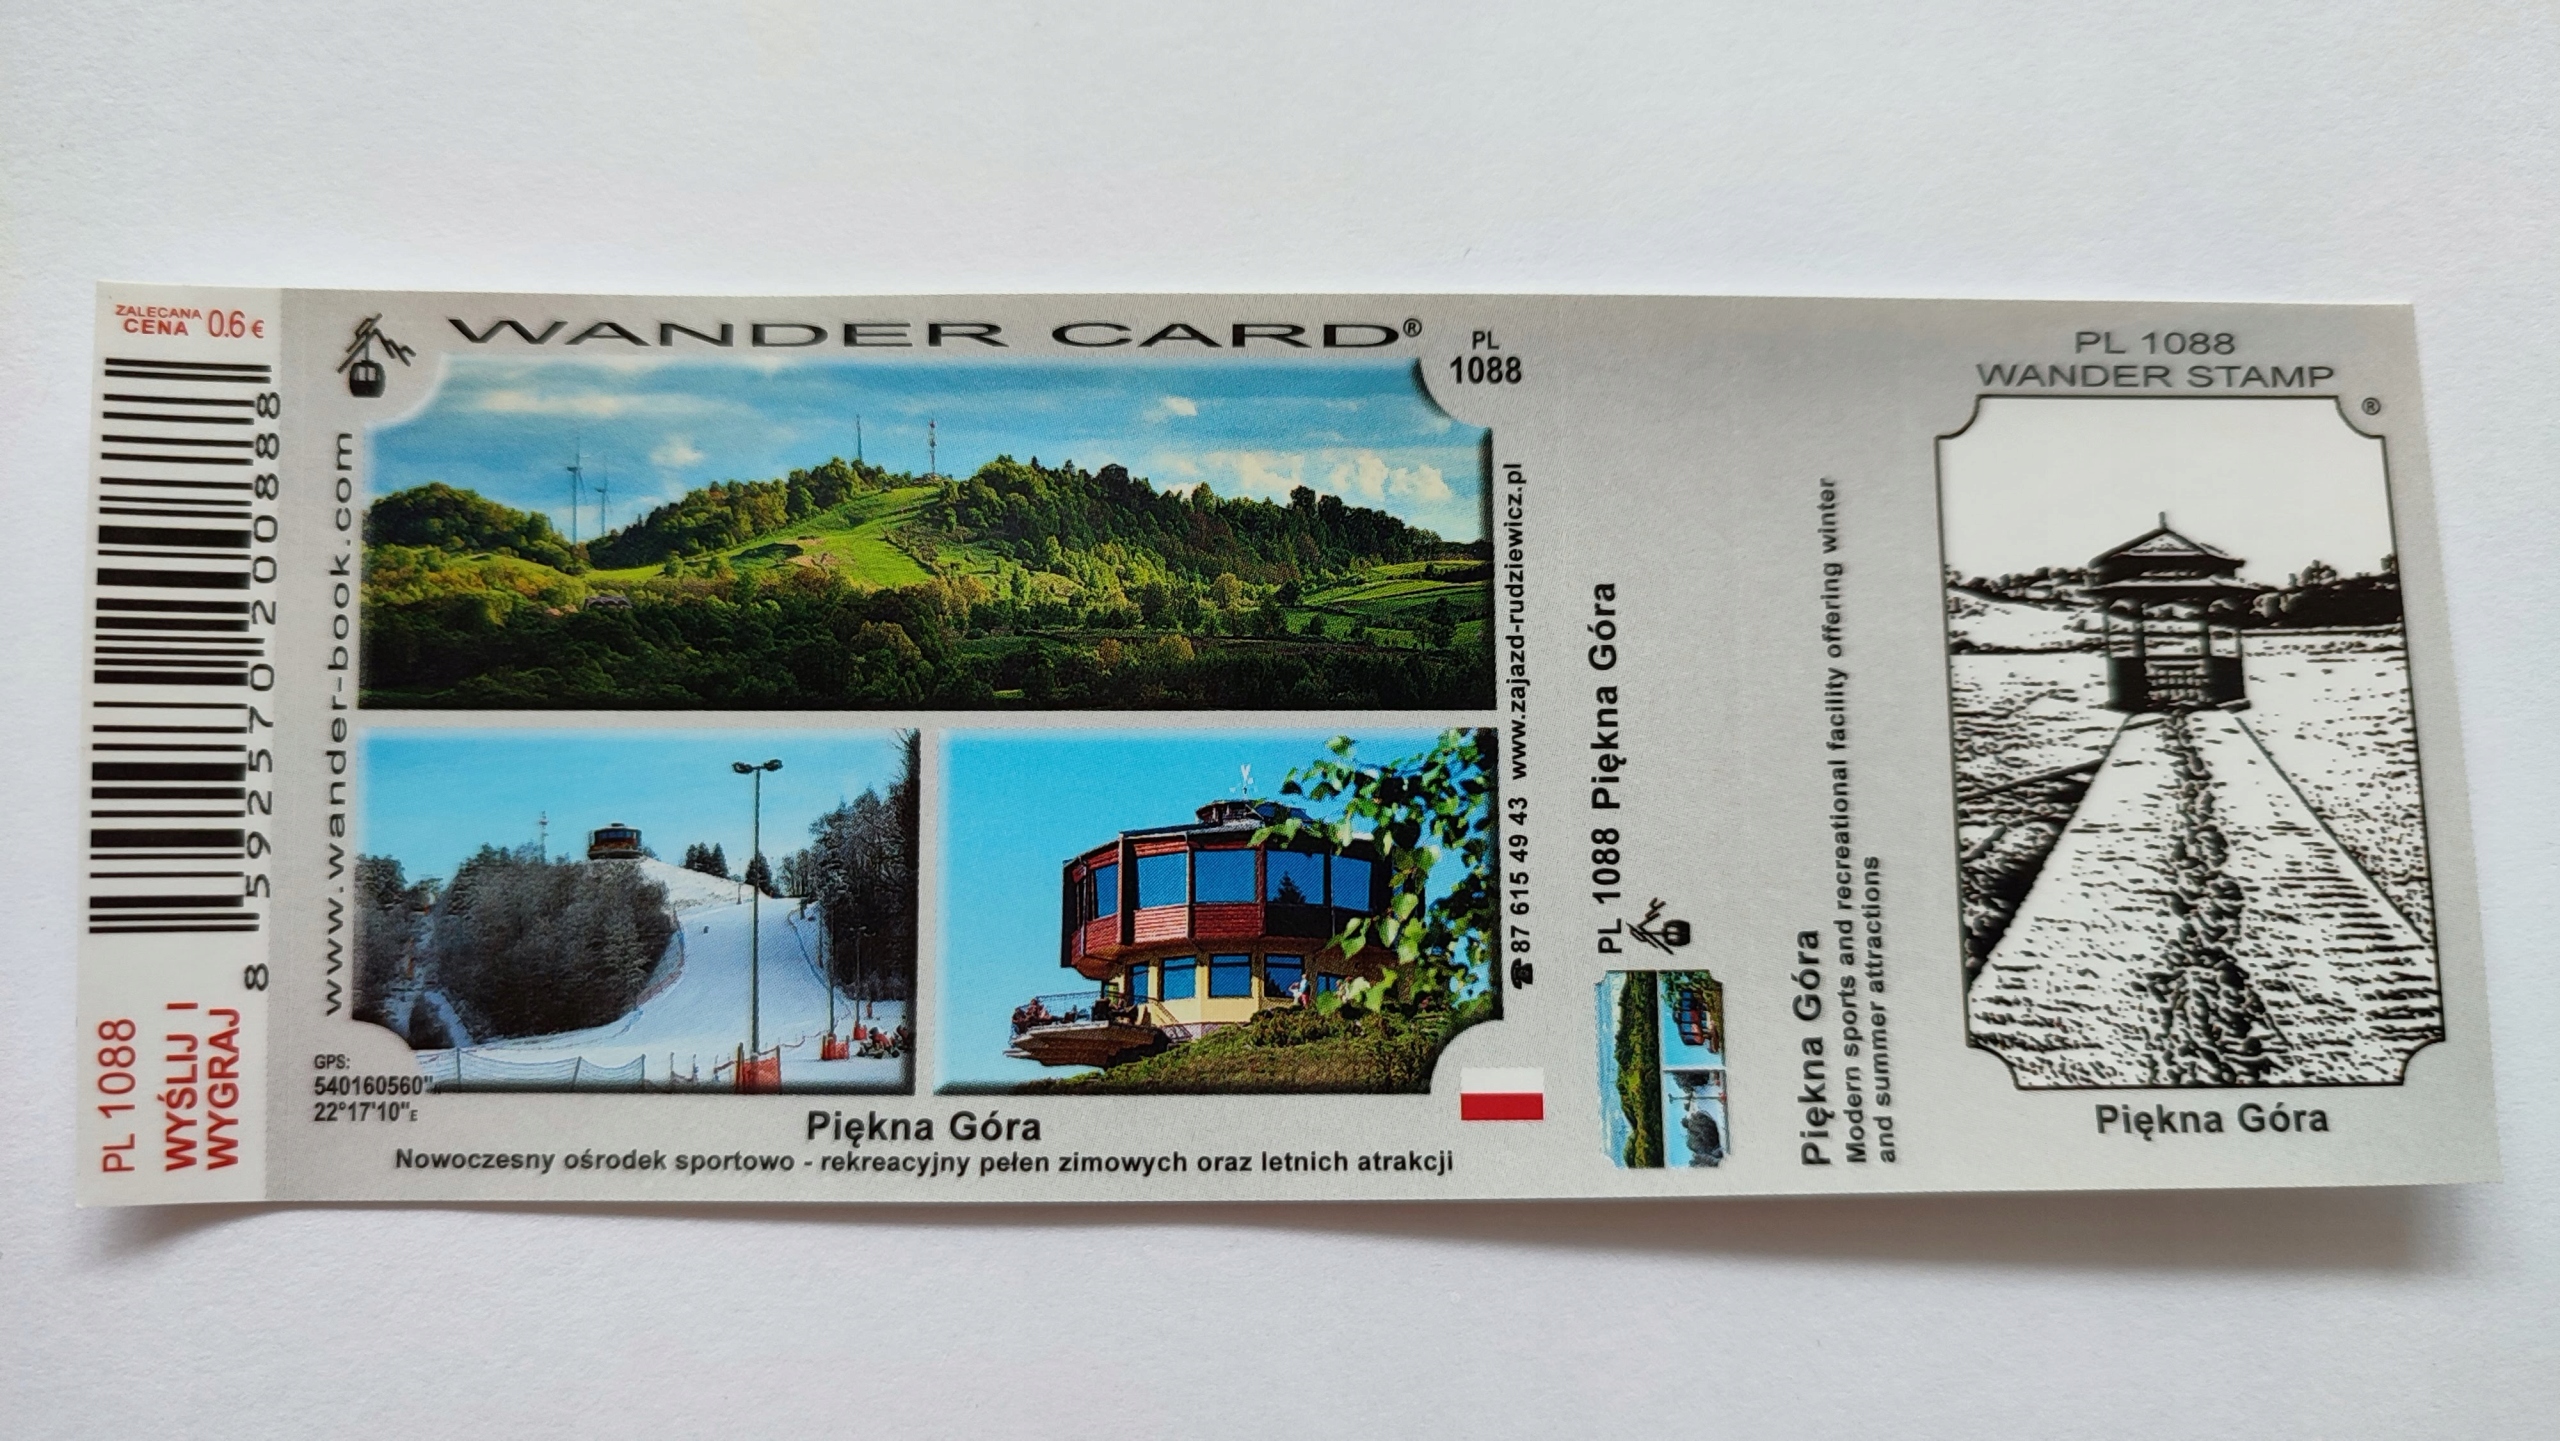 ZALECANA
CENA 0.6 €
8 592570 200888
PL 1088
WYŚLIJ I
WYGRAJ
WANDER CARD®
PL
1088
www.wander-book.com
☎ 87 615 49 43 www.zajazd-rudziewicz.pl
GPS:
540160560"N
22°17'10"E
Piękna Góra
Nowoczesny ośrodek sportowo - rekreacyjny pełen zimowych oraz letnich atrakcji
PL 1088 Piękna Góra
Piękna Góra
Modern sports and recreational facility offering winter
and summer attractions
PL 1088
WANDER STAMP
®
Piękna Góra